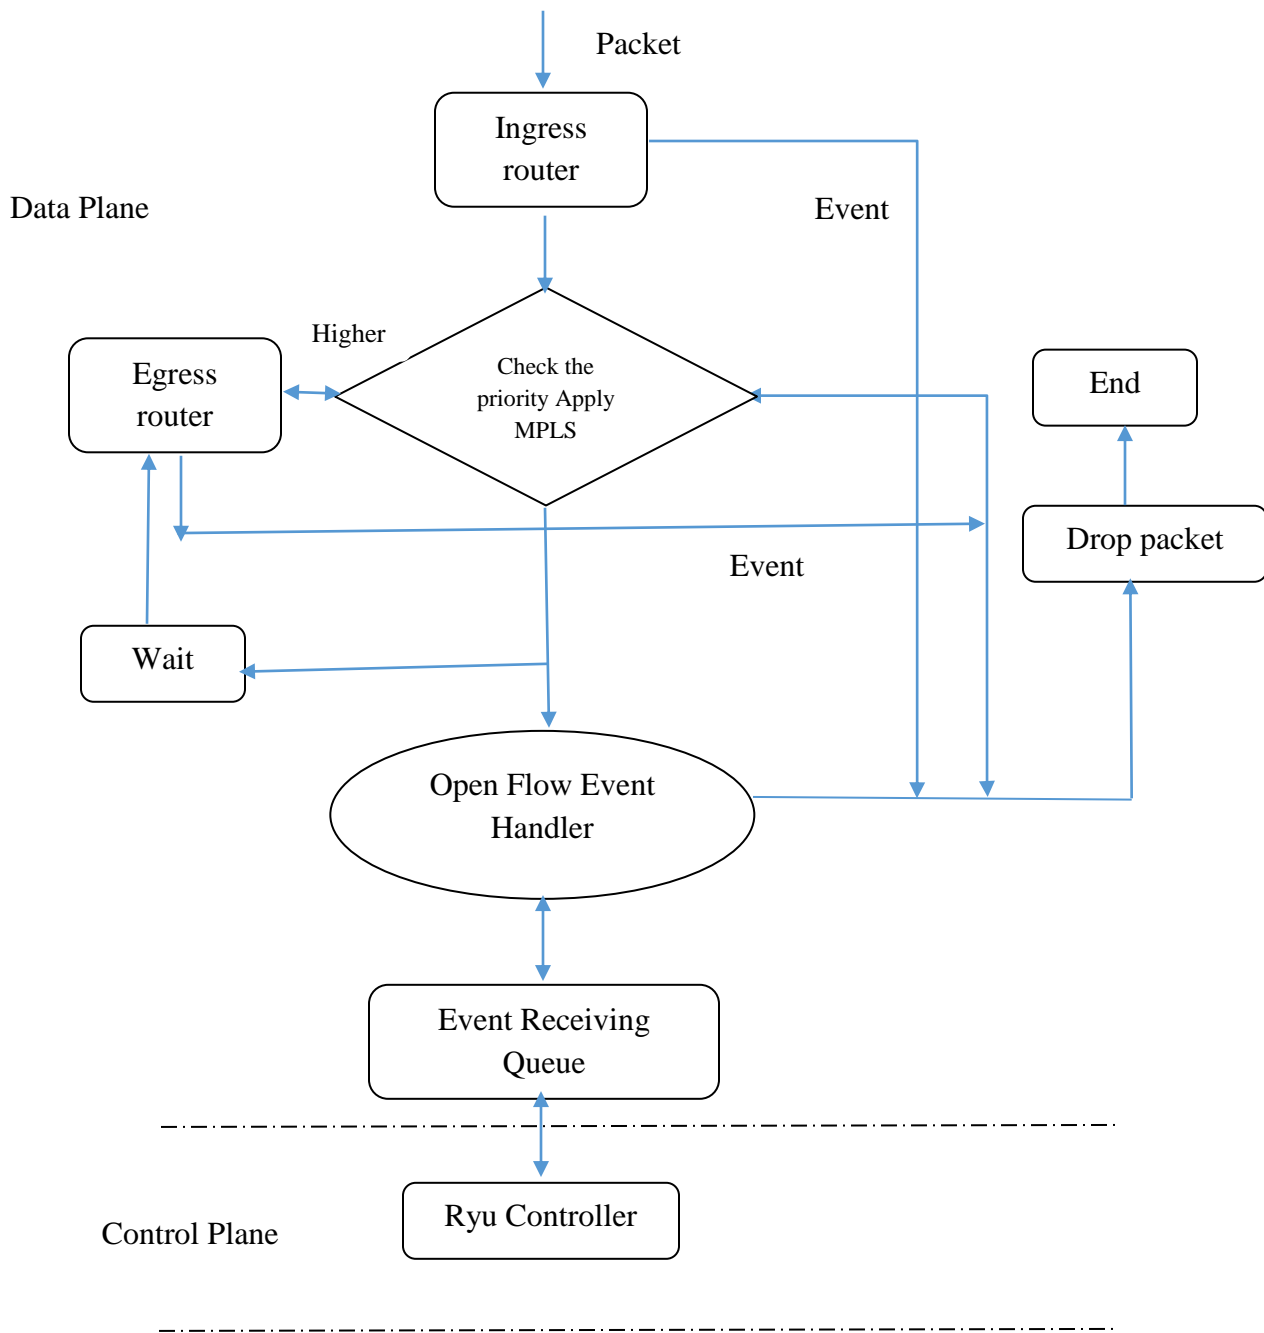 Packet
Ingress
router
Data Plane
Event
Higher
Egress
router
Check the
priority Apply
MPLS
End
Drop packet
Event
Wait
Open Flow Event
Handler
Event Receiving
Queue
Ryu Controller
Control Plane